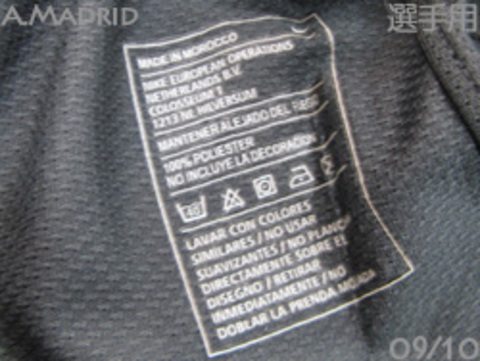 A.MADRID
選手用
MADE IN MOROCCO
NIKE EUROPEAN OPERATIONS
NETHERLANDS B.V.
COLOSSEUM 1
1213 NL HILVERSUM
MANTENER ALEJADO DEL FUEGO
100% POLIESTER
NO INCLUYE LA DECORACION
40
LAVAR CON COLORES
SIMILARES / NO USAR
SUAVIZANTES / NO PLANCHAR
DIRECTAMENTE SOBRE EL
DISEÑO / RETIRAR
INMEDIATAMENTE / NO
DOBLAR LA PRENDA MOJADA
09/10